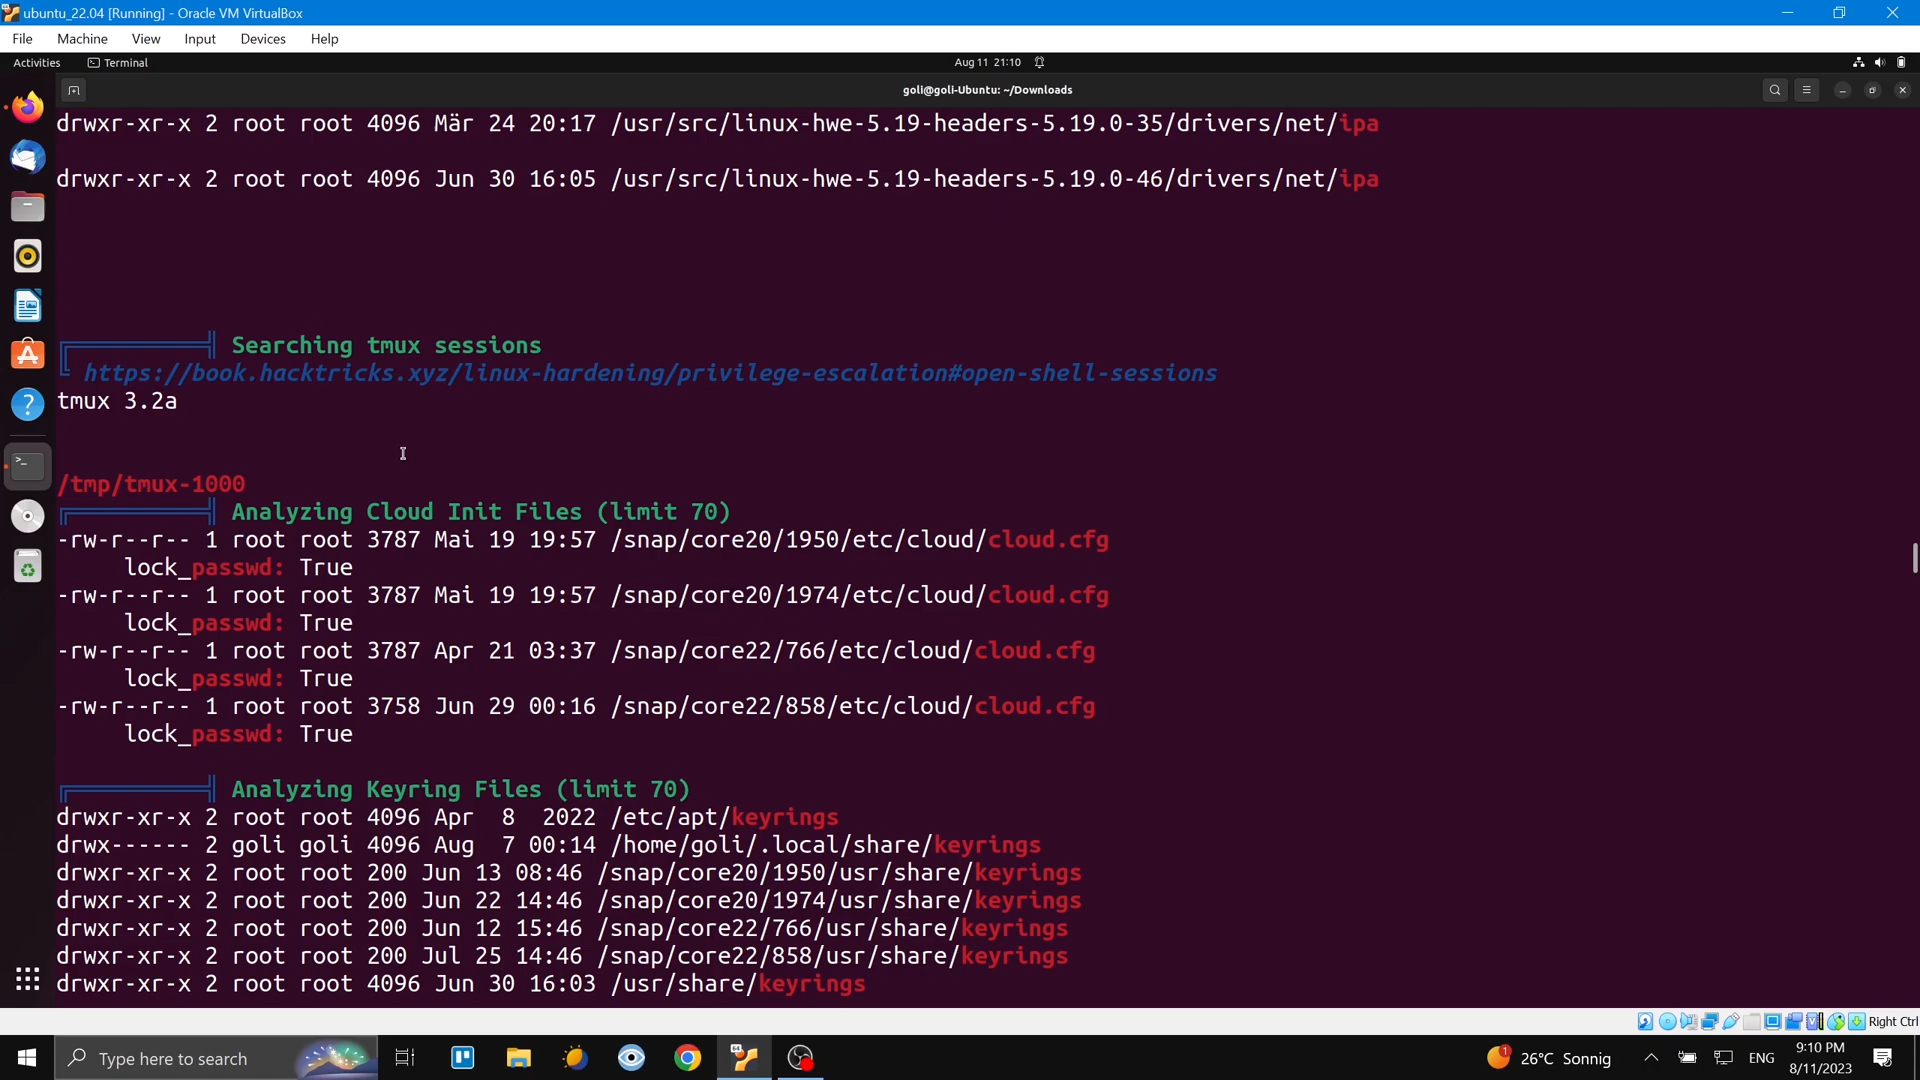 ubuntu_22.04 [Running] - Oracle VM VirtualBox
File Machine View Input Devices Help
Activities Terminal Aug 11 21:10
goli@goli-Ubuntu: ~/Downloads
drwxr-xr-x 2 root root 4096 Mär 24 20:17 /usr/src/linux-hwe-5.19-headers-5.19.0-35/drivers/net/ipa
drwxr-xr-x 2 root root 4096 Jun 30 16:05 /usr/src/linux-hwe-5.19-headers-5.19.0-46/drivers/net/ipa
╔══════════╣ Searching tmux sessions
╚ https://book.hacktricks.xyz/linux-hardening/privilege-escalation#open-shell-sessions
tmux 3.2a
/tmp/tmux-1000
╔══════════╣ Analyzing Cloud Init Files (limit 70)
-rw-r--r-- 1 root root 3787 Mai 19 19:57 /snap/core20/1950/etc/cloud/cloud.cfg
lock_passwd: True
-rw-r--r-- 1 root root 3787 Mai 19 19:57 /snap/core20/1974/etc/cloud/cloud.cfg
lock_passwd: True
-rw-r--r-- 1 root root 3787 Apr 21 03:37 /snap/core22/766/etc/cloud/cloud.cfg
lock_passwd: True
-rw-r--r-- 1 root root 3758 Jun 29 00:16 /snap/core22/858/etc/cloud/cloud.cfg
lock_passwd: True
╔══════════╣ Analyzing Keyring Files (limit 70)
drwxr-xr-x 2 root root 4096 Apr  8  2022 /etc/apt/keyrings
drwx------ 2 goli goli 4096 Aug  7 00:14 /home/goli/.local/share/keyrings
drwxr-xr-x 2 root root 200 Jun 13 08:46 /snap/core20/1950/usr/share/keyrings
drwxr-xr-x 2 root root 200 Jun 22 14:46 /snap/core20/1974/usr/share/keyrings
drwxr-xr-x 2 root root 200 Jun 12 15:46 /snap/core22/766/usr/share/keyrings
drwxr-xr-x 2 root root 200 Jul 25 14:46 /snap/core22/858/usr/share/keyrings
drwxr-xr-x 2 root root 4096 Jun 30 16:03 /usr/share/keyrings
Right Ctrl
Type here to search
1 26°C Sonnig ENG 9:10 PM
8/11/2023